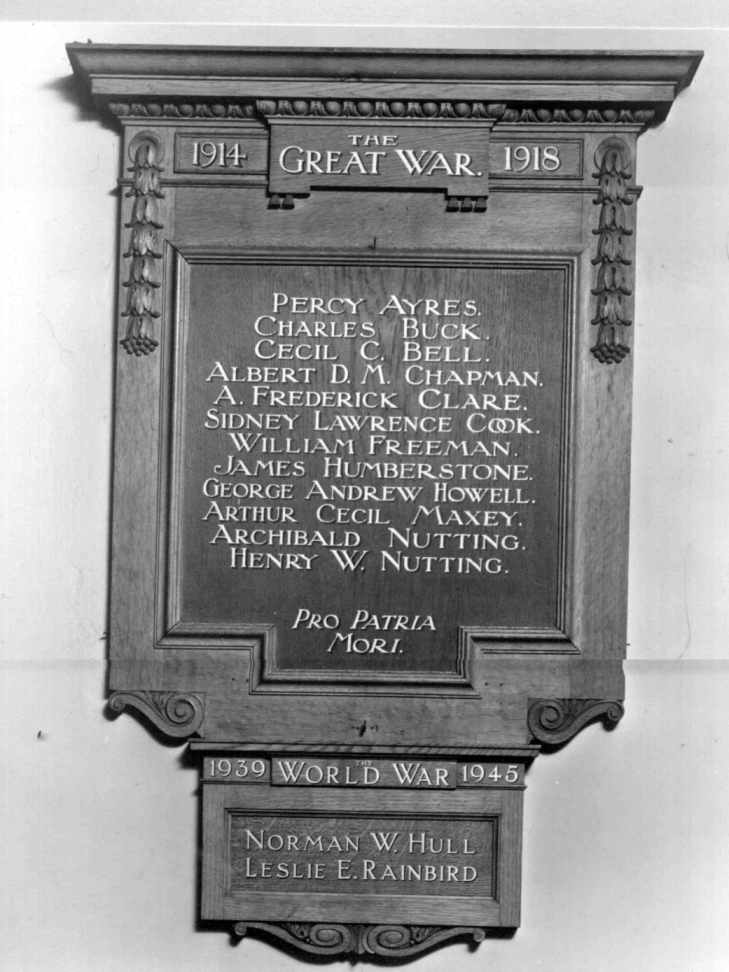 THE
1914 GREAT WAR. 1918
PERCY AYRES.
CHARLES BUCK.
CECIL C. BELL.
ALBERT D. M. CHAPMAN.
A. FREDERICK CLARE.
SIDNEY LAWRENCE COOK.
WILLIAM FREEMAN.
JAMES HUMBERSTONE.
GEORGE ANDREW HOWELL.
ARTHUR CECIL MAXEY.
ARCHIBALD NUTTING.
HENRY W. NUTTING.
PRO PATRIA
MORI.
THE
1939 WORLD WAR 1945
NORMAN W. HULL
LESLIE E. RAINBIRD